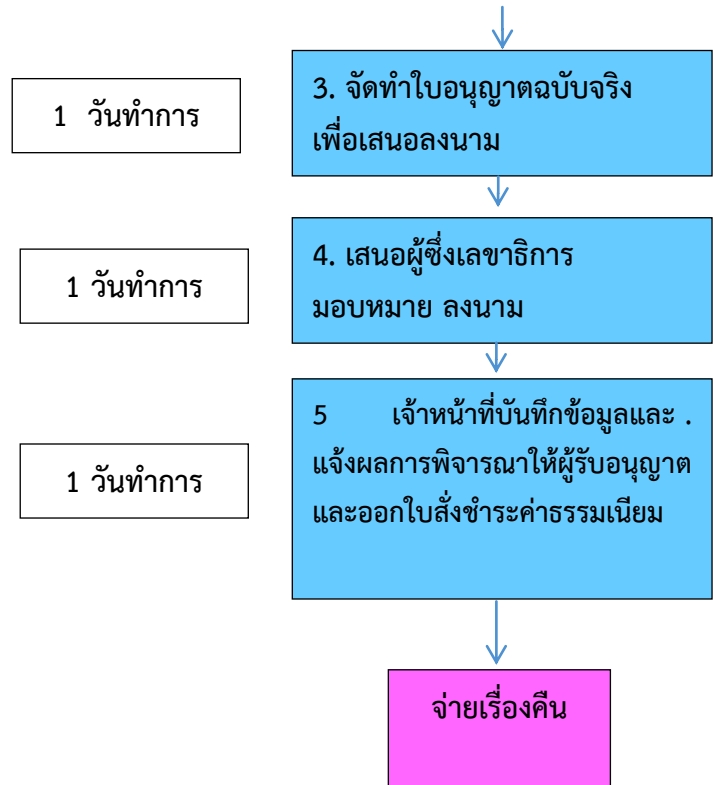 1 วันทำการ
3. จัดทำใบอนุญาตฉบับจริง
เพื่อเสนอลงนาม
1 วันทำการ
4. เสนอผู้ซึ่งเลขาธิการ
มอบหมาย ลงนาม
1 วันทำการ
5 เจ้าหน้าที่บันทึกข้อมูลและ .
แจ้งผลการพิจารณาให้ผู้รับอนุญาต
และออกใบสั่งชำระค่าธรรมเนียม
จ่ายเรื่องคืน